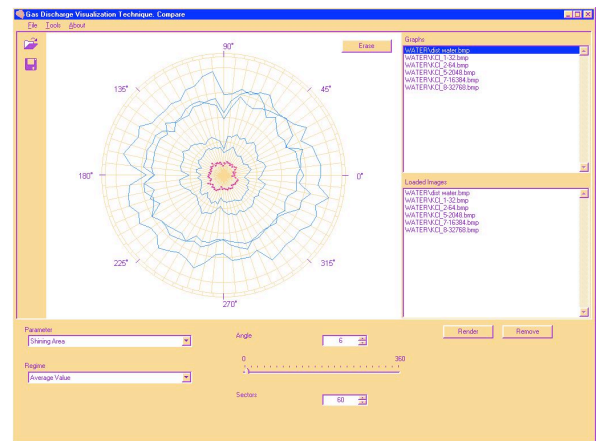 Gas Discharge Visualization Technique. Compare
File Tools About
Erase
90°
45°
0°
315°
270°
225°
180°
135°
Graphs
WATER\dist water.bmp
WATER\KCl_1-32.bmp
WATER\KCl_2-64.bmp
WATER\KCl_5-2048.bmp
WATER\KCl_7-16384.bmp
WATER\KCl_8-32768.bmp
Loaded Images
WATER\dist water.bmp
WATER\KCl_1-32.bmp
WATER\KCl_2-64.bmp
WATER\KCl_5-2048.bmp
WATER\KCl_7-16384.bmp
WATER\KCl_8-32768.bmp
Parameter
Shining Area
Regime
Average Value
Angle
6
0 360
Sectors
60
Render Remove